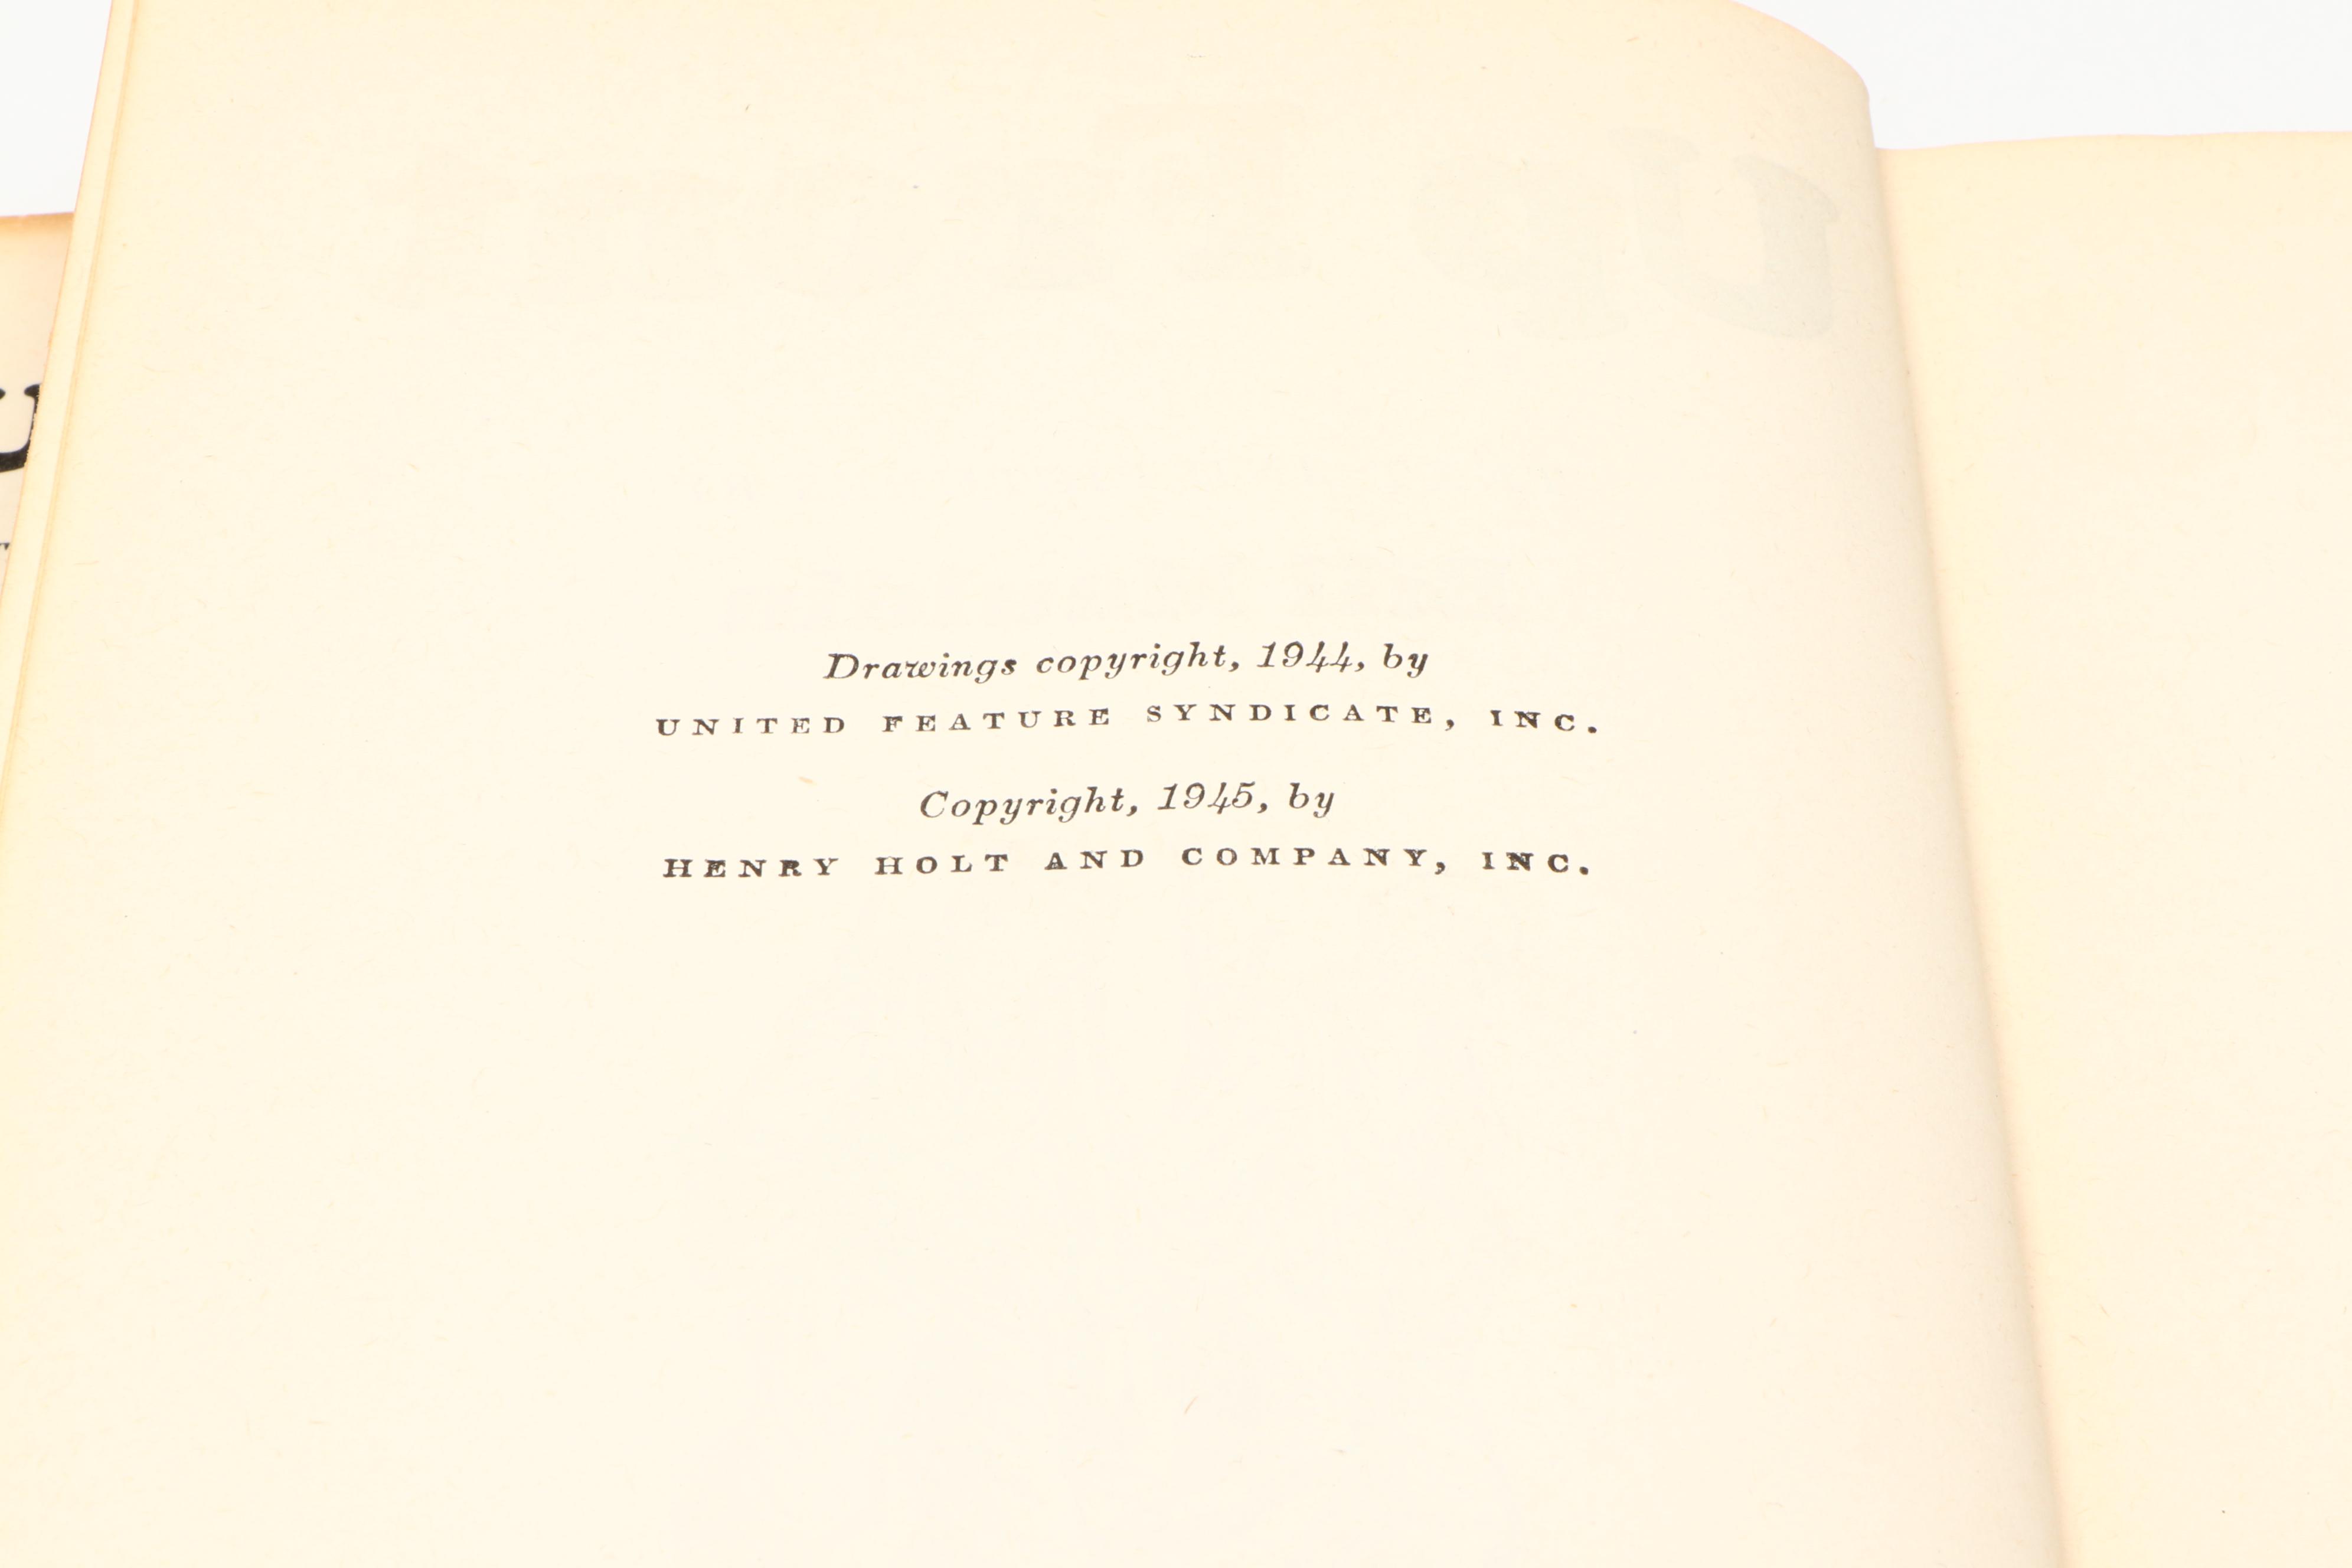 U
Drawings copyright, 1944, by
UNITED FEATURE SYNDICATE, INC.
Copyright, 1945, by
HENRY HOLT AND COMPANY, INC.